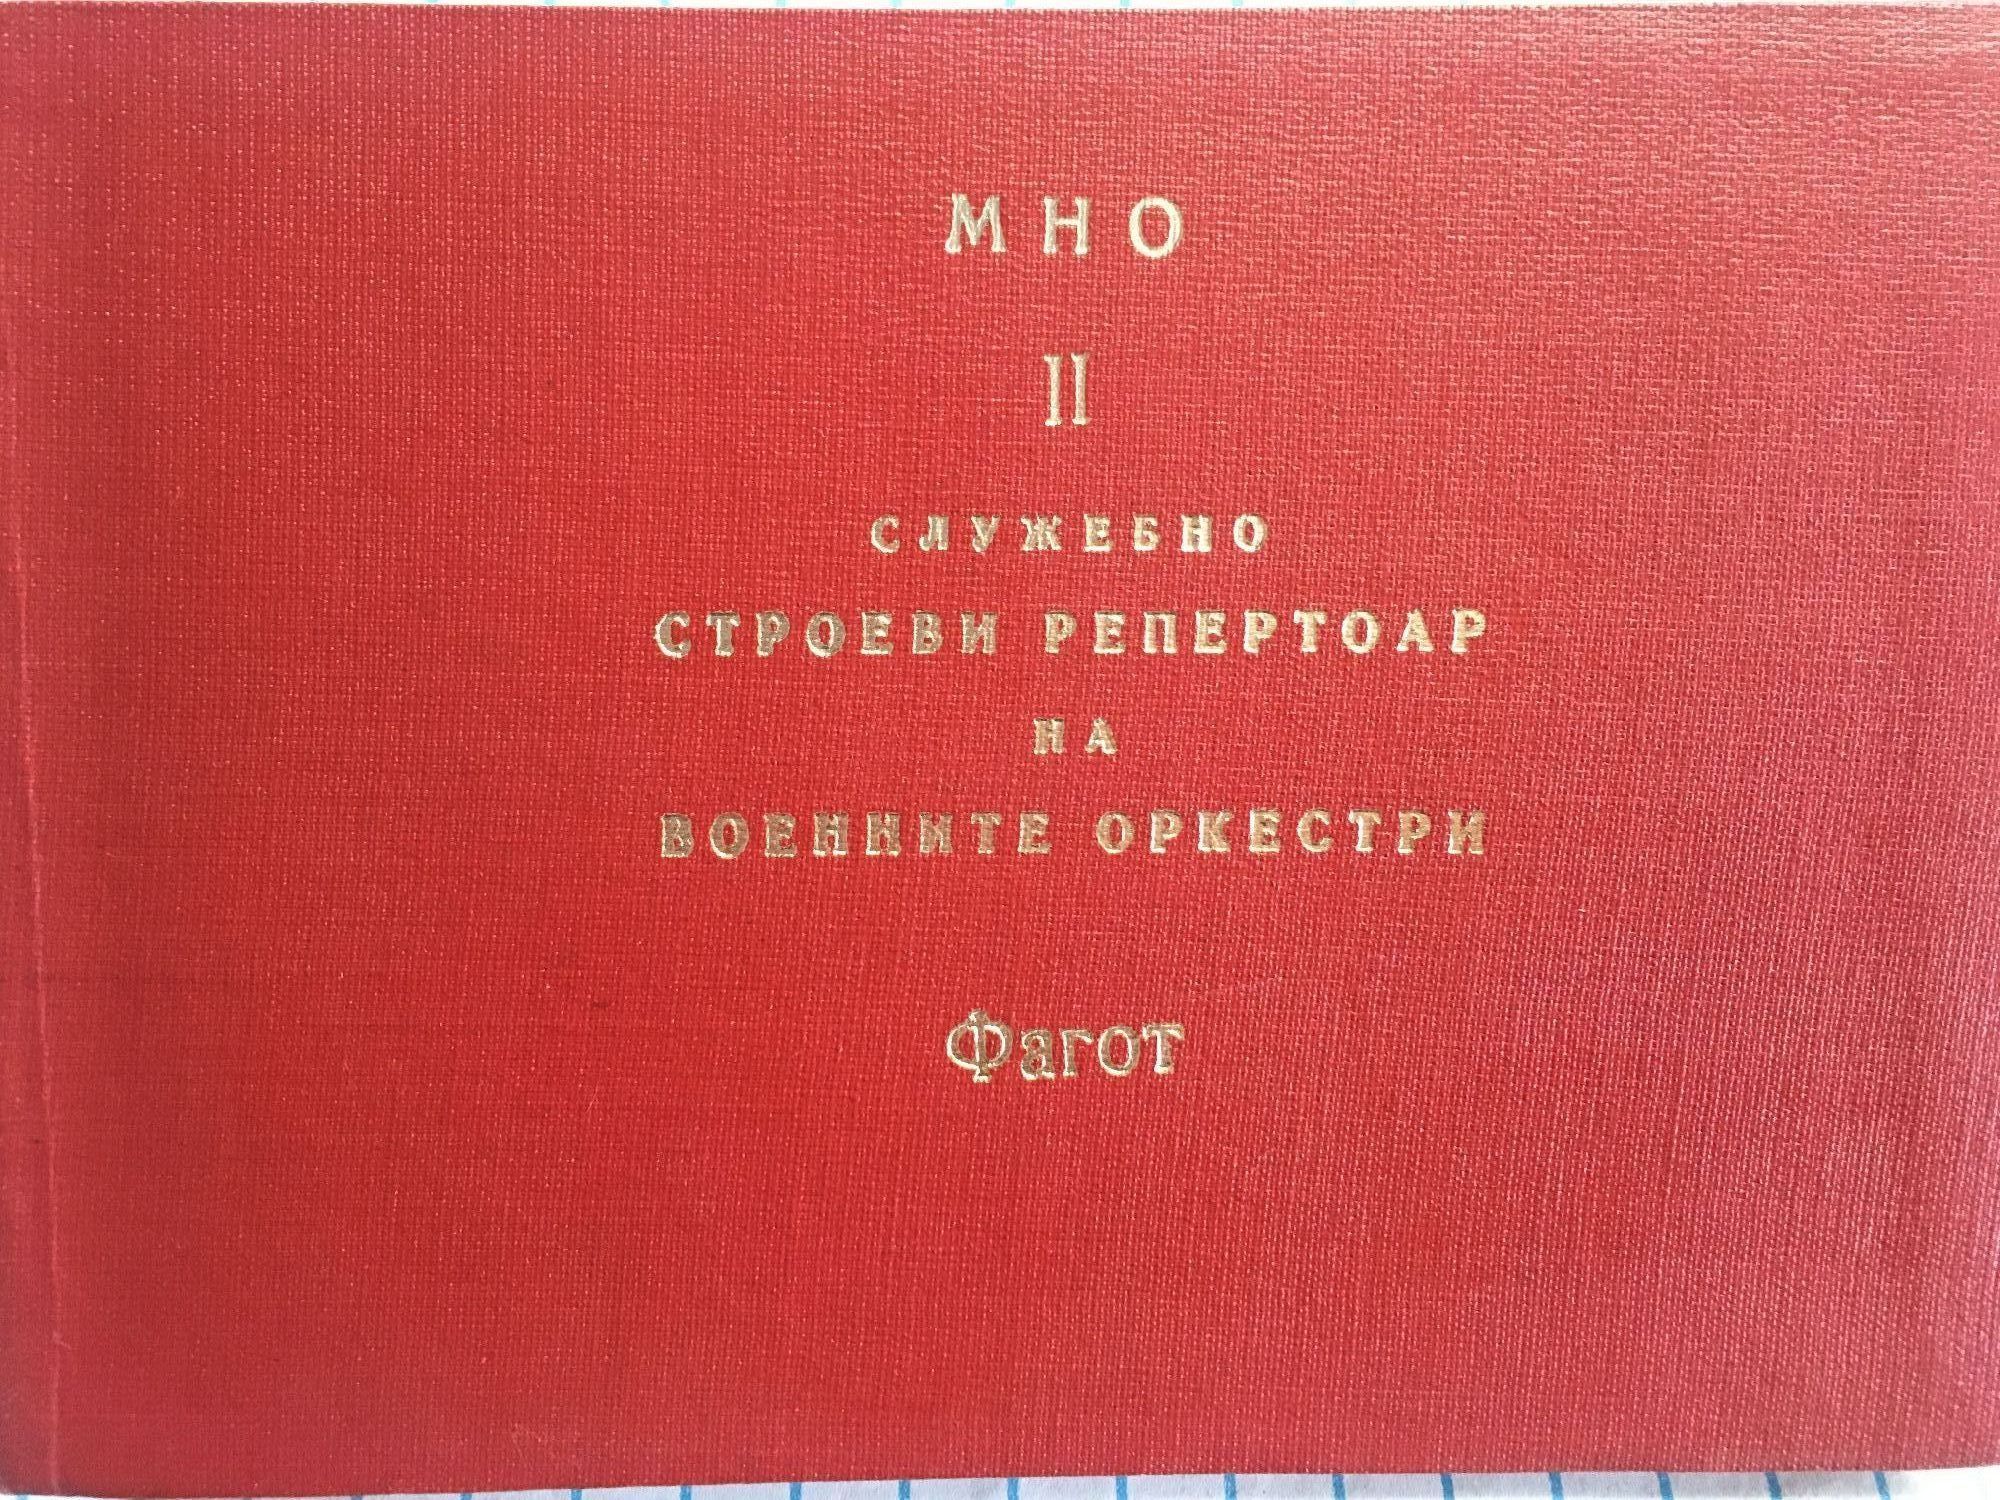 МНО
II
СЛУЖЕБНО
СТРОЕВИ РЕПЕРТОАР
НА
ВОЕННИТЕ ОРКЕСТРИ
Фагот